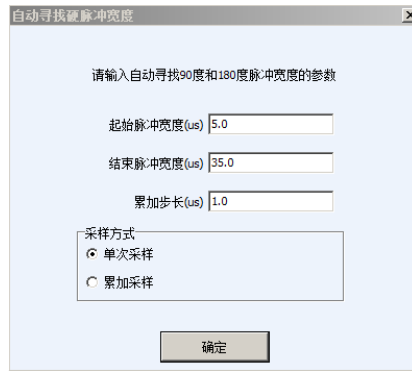 自动寻找硬脉冲宽度
请输入自动寻找90度和180度脉冲宽度的参数
起始脉冲宽度(us) 5.0
结束脉冲宽度(us) 35.0
累加步长(us) 1.0
采样方式
单次采样
累加采样
确定